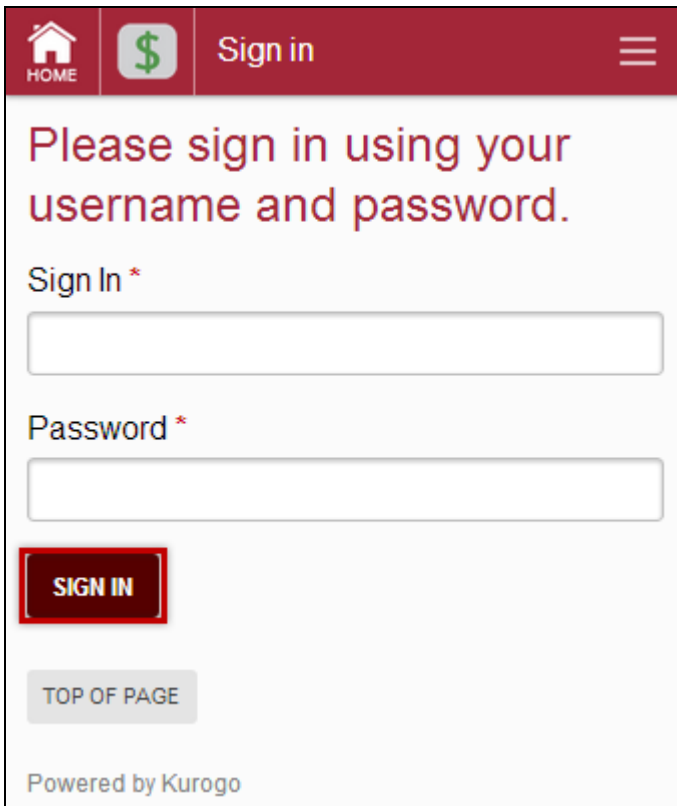 HOME
$
Sign in
Please sign in using your
username and password.
Sign In *
Password *
SIGN IN
TOP OF PAGE
Powered by Kurogo